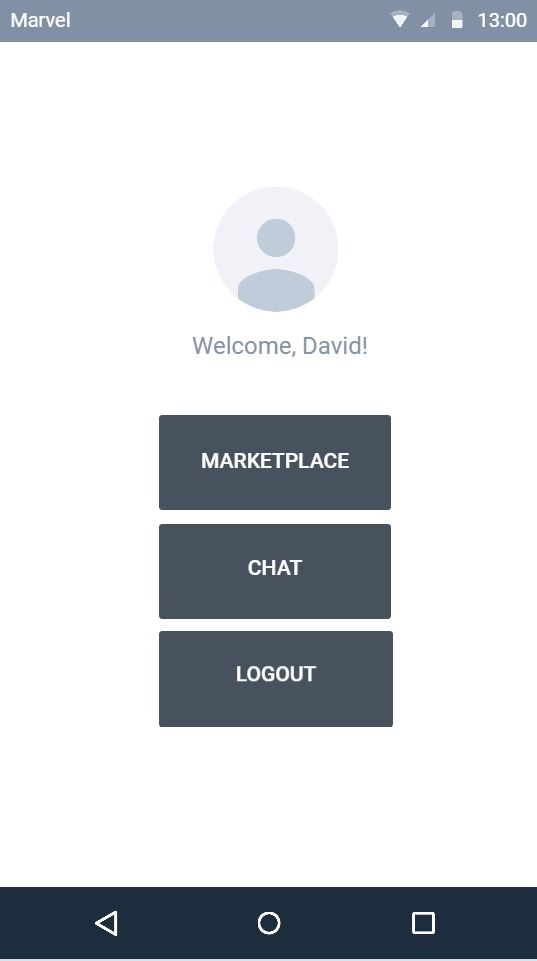 Marvel 13:00
Welcome, David!
MARKETPLACE
CHAT
LOGOUT